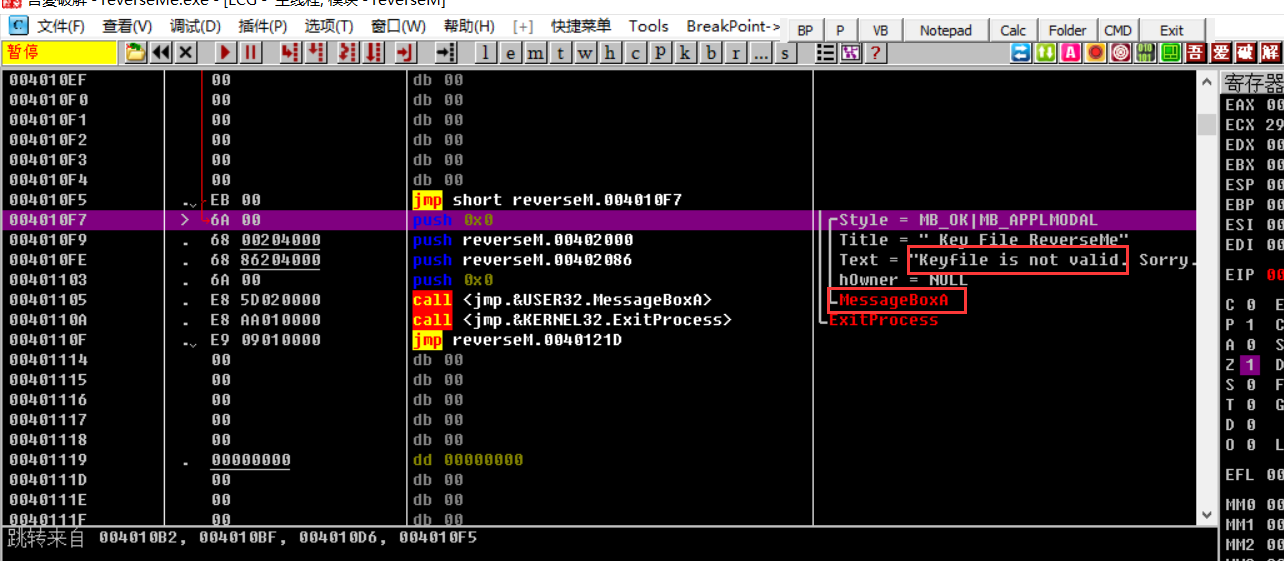 吾爱破解 - reverseMe.exe - [LCG - 主线程, 模块 - reverseM]
C 文件(F) 查看(V) 调试(D) 插件(P) 选项(T) 窗口(W) 帮助(H) [+] 快捷菜单 Tools BreakPoint-> BP P VB Notepad Calc Folder CMD Exit
暂停 l e m t w h c P k b r ... s ? A 吾 爱 破 解
004010EF 00 db 00
寄存器
004010F0 00 db 00
EAX 00
004010F1 00 db 00
ECX 29
004010F2 00 db 00
EDX 00
004010F3 00 db 00
EBX 00
004010F4 00 db 00
ESP 00
004010F5 .⌄ EB 00 jmp short reverseM.004010F7
EBP 00
004010F7 > 6A 00 push 0x0 Style = MB_OK|MB_APPLMODAL
ESI 00
004010F9 . 68 00204000 push reverseM.00402000 Title = " Key File ReverseMe"
EDI 00
004010FE . 68 86204000 push reverseM.00402086 Text = "Keyfile is not valid. Sorry.
00401103 . 6A 00 push 0x0 hOwner = NULL
EIP 00
00401105 . E8 5D020000 call <jmp.&USER32.MessageBoxA> MessageBoxA
C 0 E
0040110A . E8 AA010000 call <jmp.&KERNEL32.ExitProcess> ExitProcess
P 1 C
0040110F .⌄ E9 09010000 jmp reverseM.0040121D
A 0 S
00401114 00 db 00
Z 1 D
00401115 00 db 00
S 0 F
00401116 00 db 00
T 0 G
00401117 00 db 00
D 0
00401118 00 db 00
O 0 L
00401119 . 00000000 dd 00000000
EFL 00
0040111D 00 db 00
0040111E 00 db 00
MM0 00
0040111F 00 db 00
MM1 00
跳转来自 004010B2, 004010BF, 004010D6, 004010F5
MM2 00